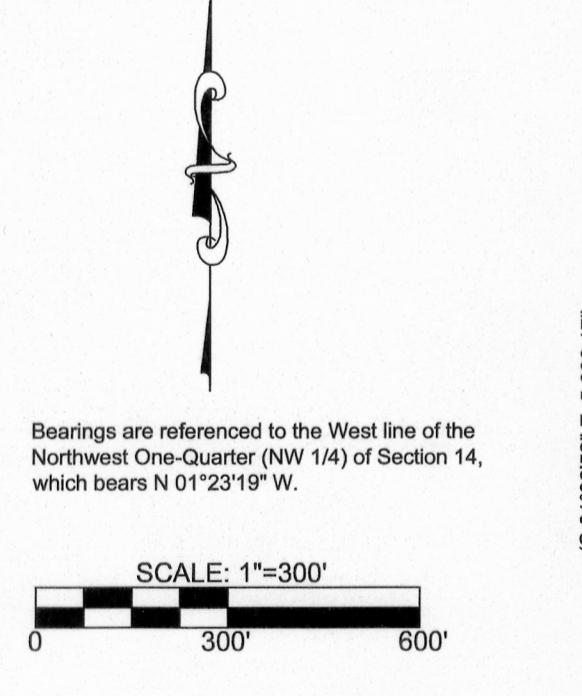 Bearings are referenced to the West line of the
Northwest One-Quarter (NW 1/4) of Section 14,
which bears N 01°23'19" W.
SCALE: 1"=300'
0 300' 600'